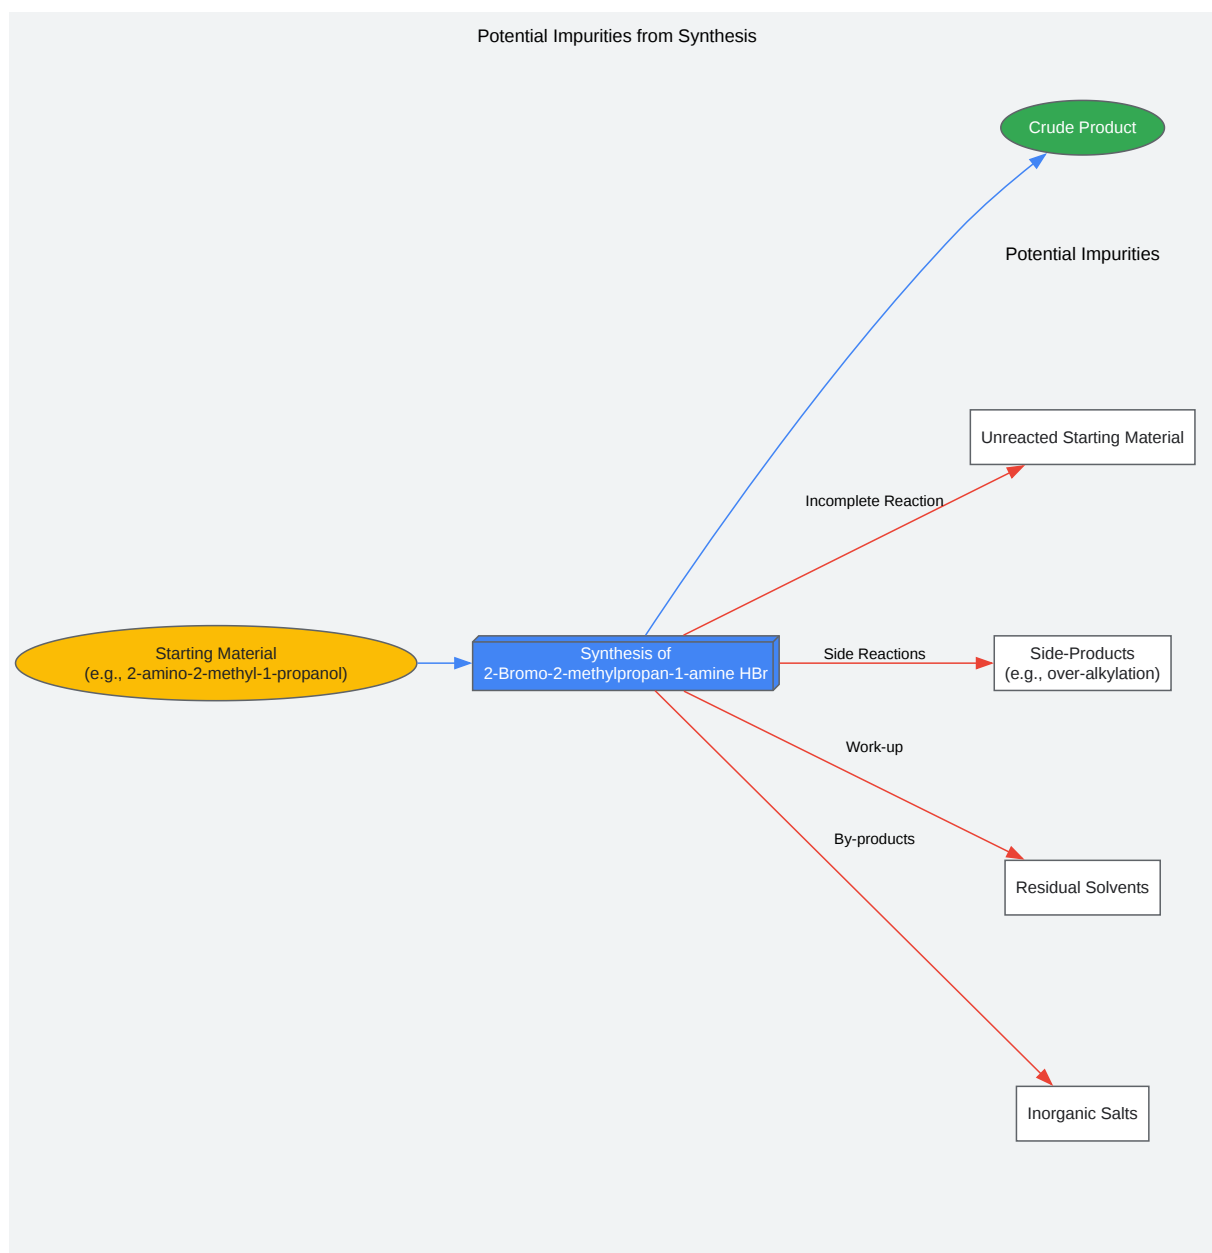 Potential Impurities from Synthesis
Crude Product
Potential Impurities
Unreacted Starting Material
Incomplete Reaction
Starting Material
(e.g., 2-amino-2-methyl-1-propanol)
Synthesis of
2-Bromo-2-methylpropan-1-amine HBr
Side Reactions
Side-Products
(e.g., over-alkylation)
Work-up
By-products
Residual Solvents
Inorganic Salts